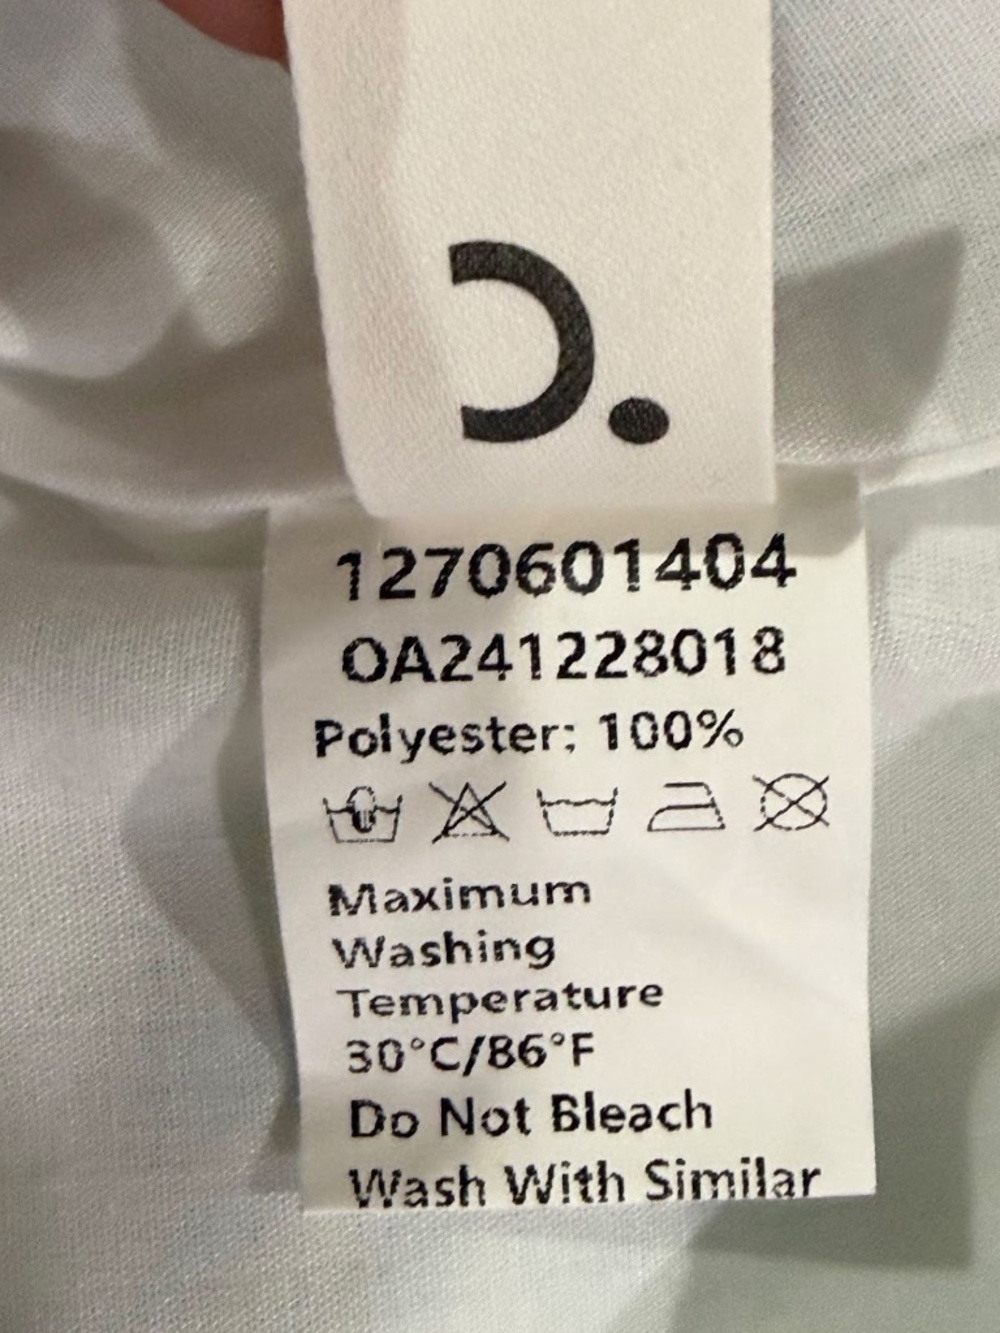 Ɔ.
1270601404
OA241228018
Polyester: 100%
Maximum
Washing
Temperature
30°C/86°F
Do Not Bleach
Wash With Similar